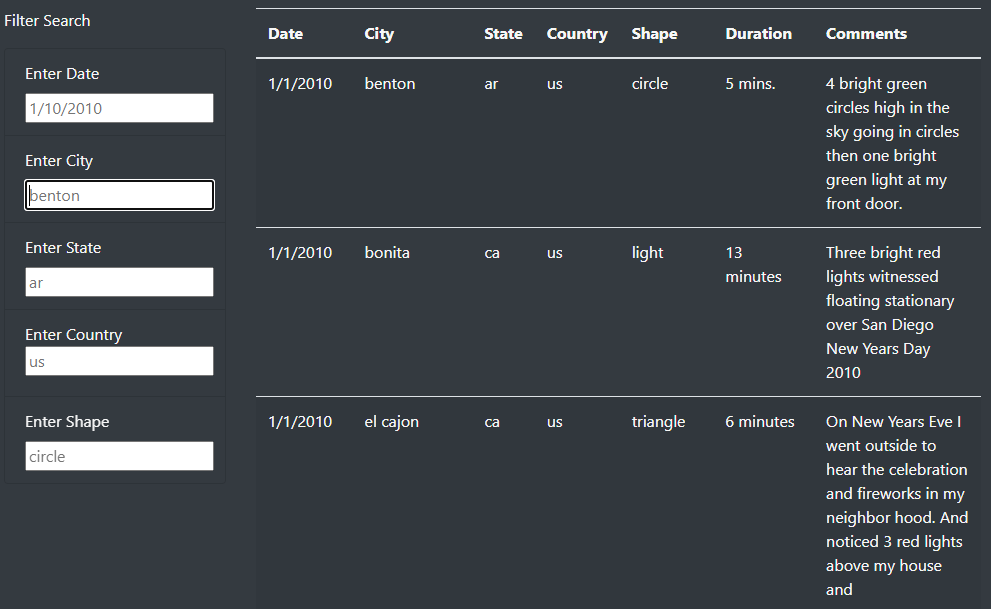 Filter Search
Enter Date
1/10/2010
Enter City
benton
Enter State
ar
Enter Country
us
Enter Shape
circle
Date City State Country Shape Duration Comments
1/1/2010 benton ar us circle 5 mins. 4 bright green
circles high in the
sky going in circles
then one bright
green light at my
front door.
1/1/2010 bonita ca us light 13 Three bright red
minutes lights witnessed
floating stationary
over San Diego
New Years Day
2010
1/1/2010 el cajon ca us triangle 6 minutes On New Years Eve I
went outside to
hear the celebration
and fireworks in my
neighbor hood. And
noticed 3 red lights
above my house
and